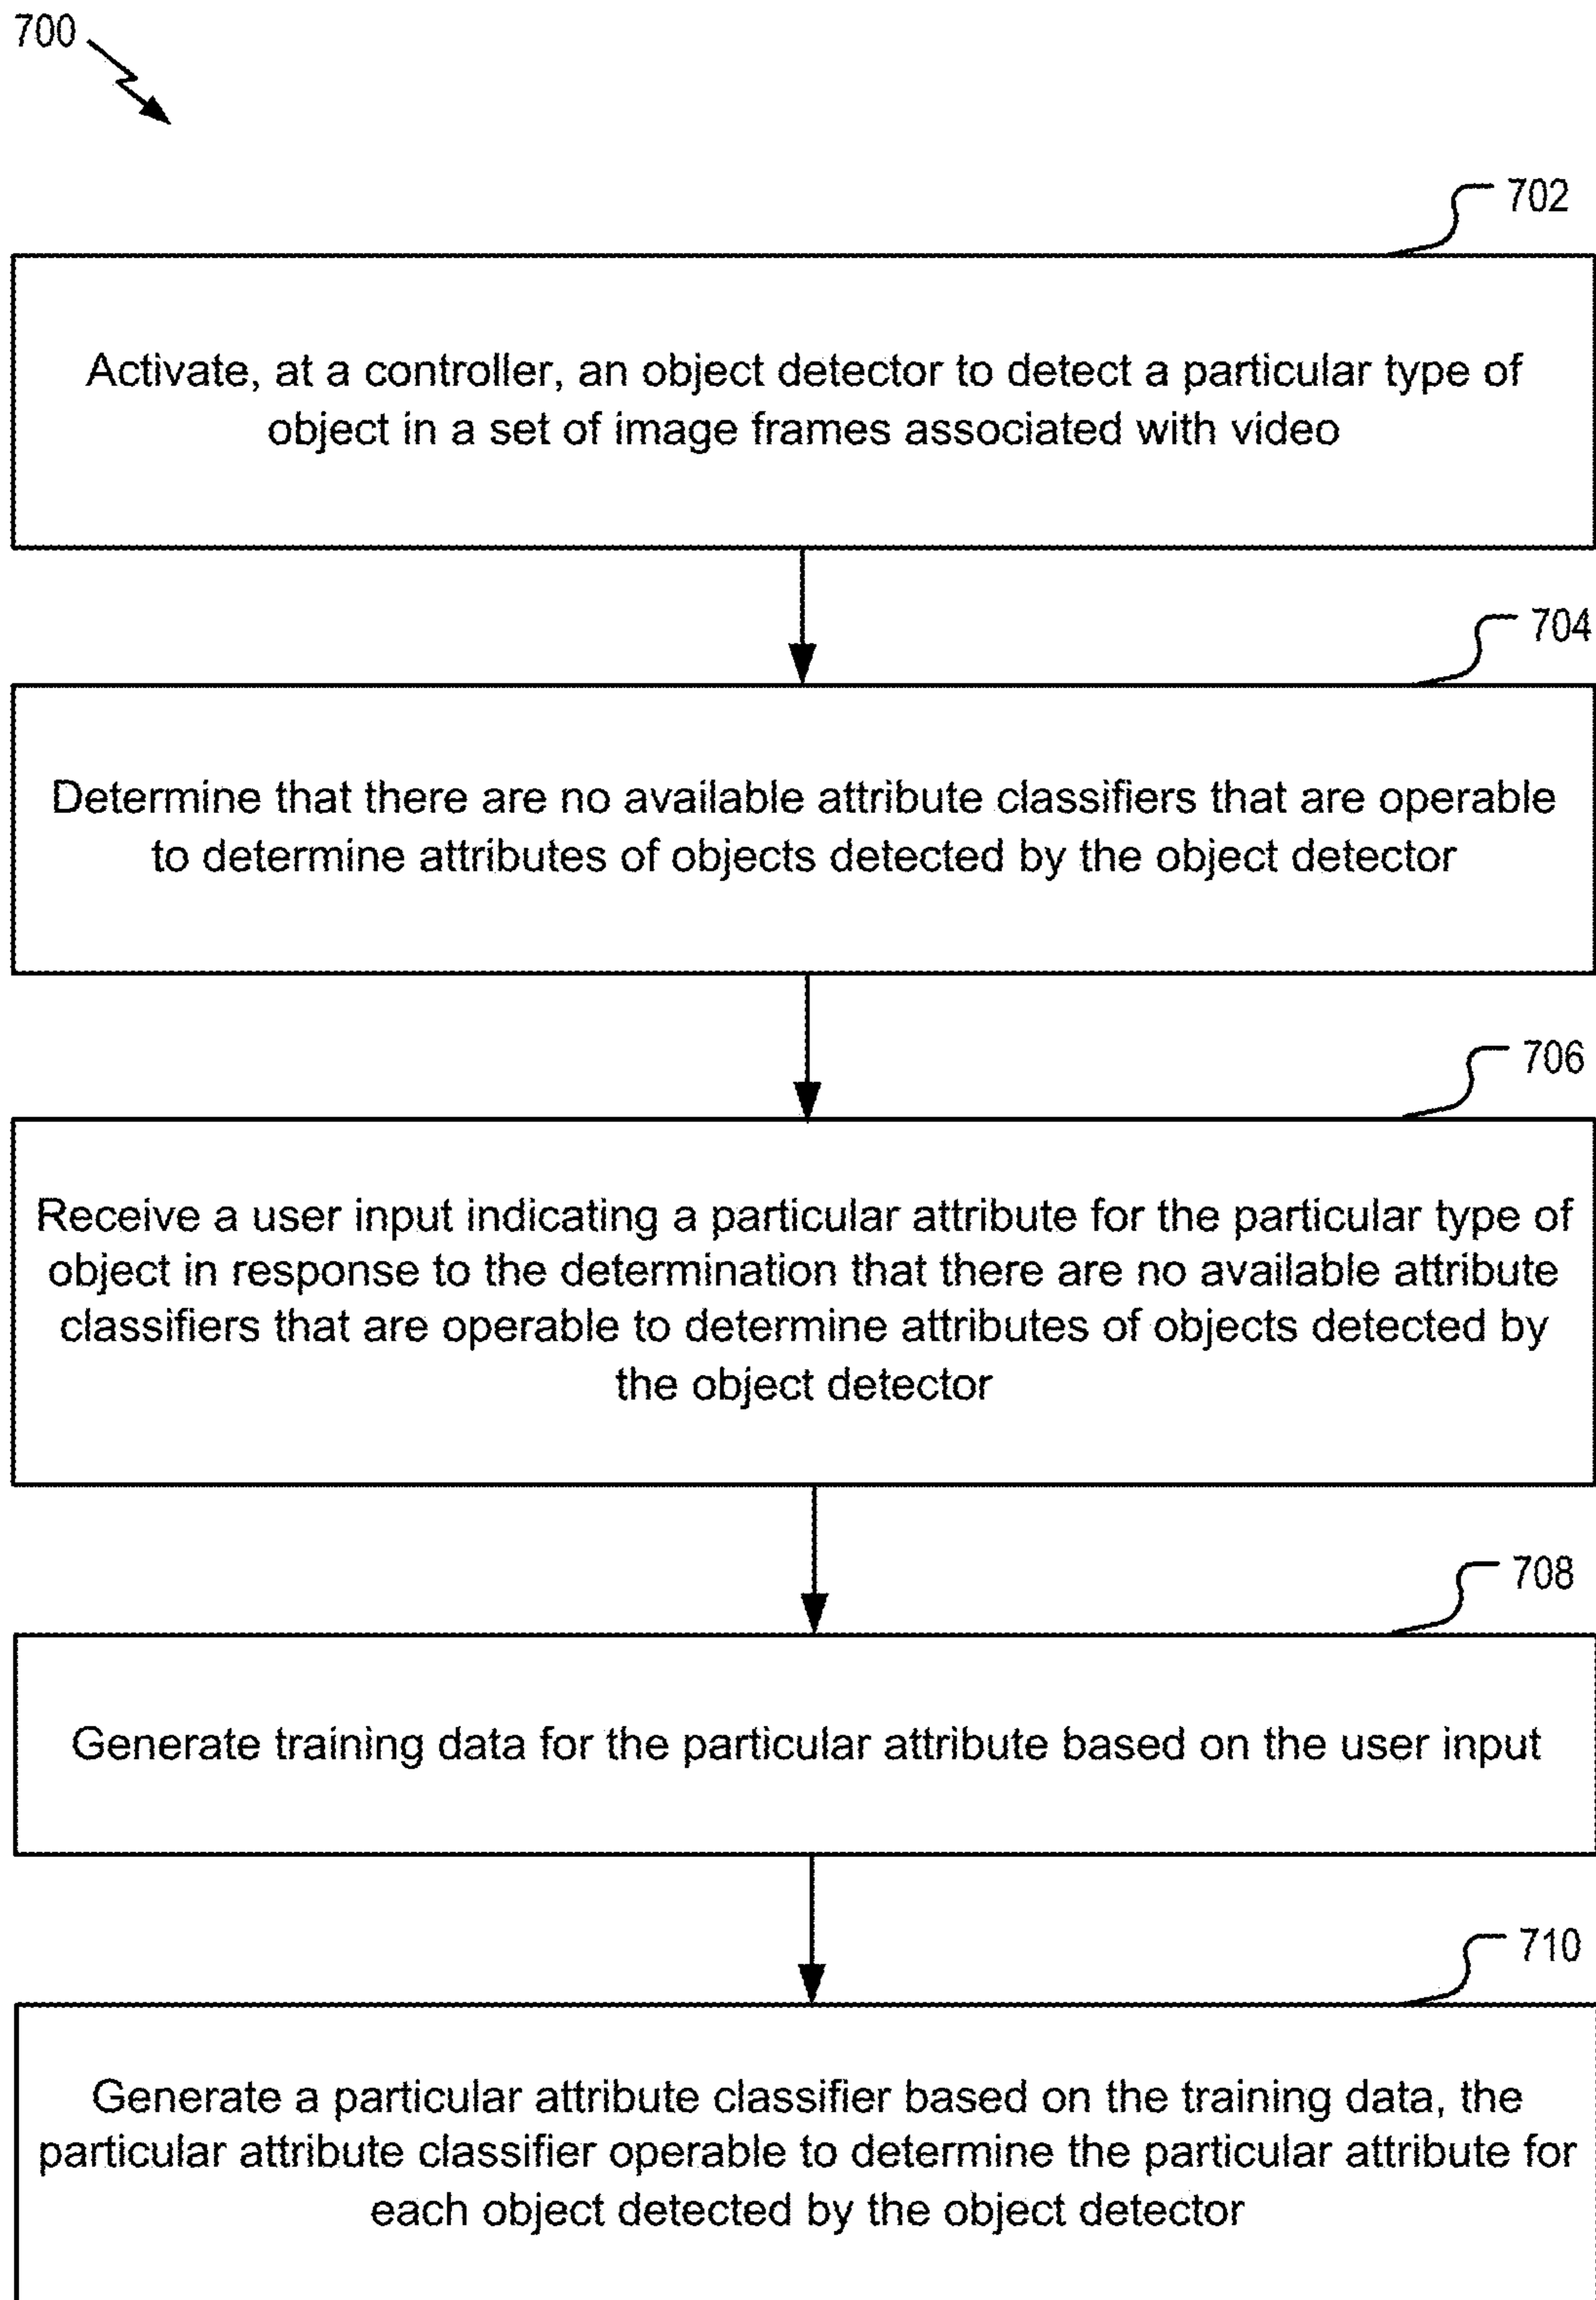 700
702
Activate, at a controller, an object detector to detect a particular type of
object in a set of image frames associated with video
704
Determine that there are no available attribute classifiers that are operable
to determine attributes of objects detected by the object detector
706
Receive a user input indicating a particular attribute for the particular type of
object in response to the determination that there are no available attribute
classifiers that are operable to determine attributes of objects detected by
the object detector
708
Generate training data for the particular attribute based on the user input
710
Generate a particular attribute classifier based on the training data, the
particular attribute classifier operable to determine the particular attribute for
each object detected by the object detector